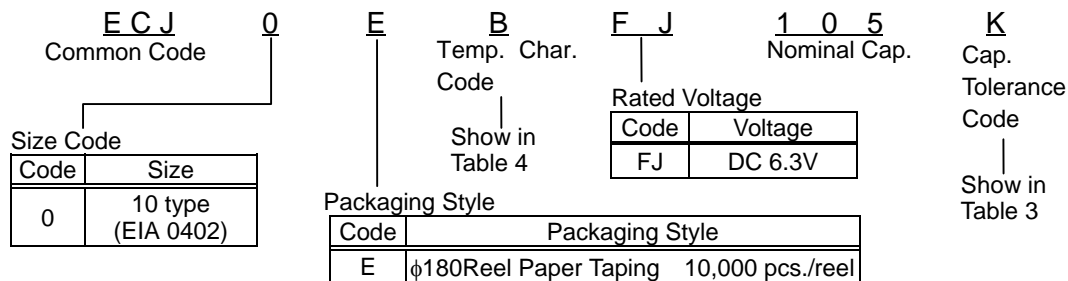 E C J 0 E B F J 1 0 5 K
Common Code
Temp. Char.
Code
Nominal Cap.
Cap.
Tolerance
Code
Size Code
Code Size
0 10 type
(EIA 0402)
Show in
Table 4
Rated Voltage
Code Voltage
FJ DC 6.3V
Show in
Table 3
Packaging Style
Code Packaging Style
E ϕ180Reel Paper Taping 10,000 pcs./reel